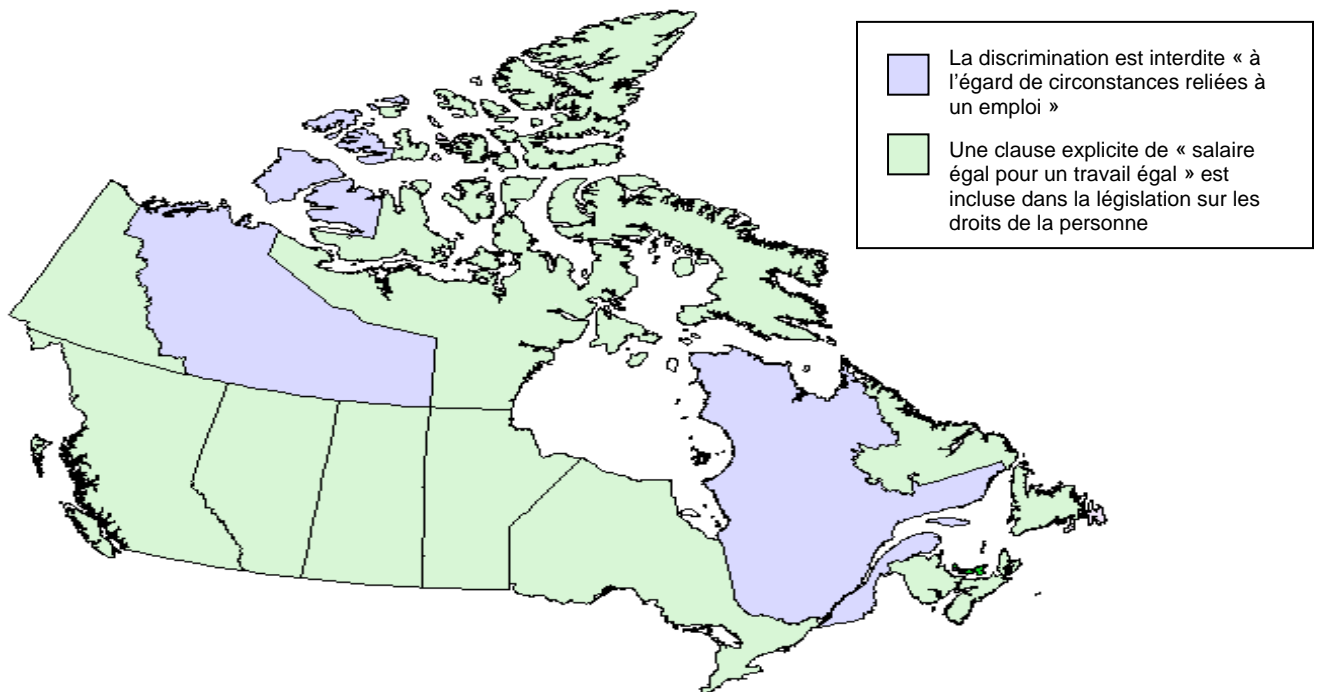 La discrimination est interdite « à
l’égard de circonstances reliées à
un emploi »
Une clause explicite de « salaire
égal pour un travail égal » est
incluse dans la législation sur les
droits de la personne